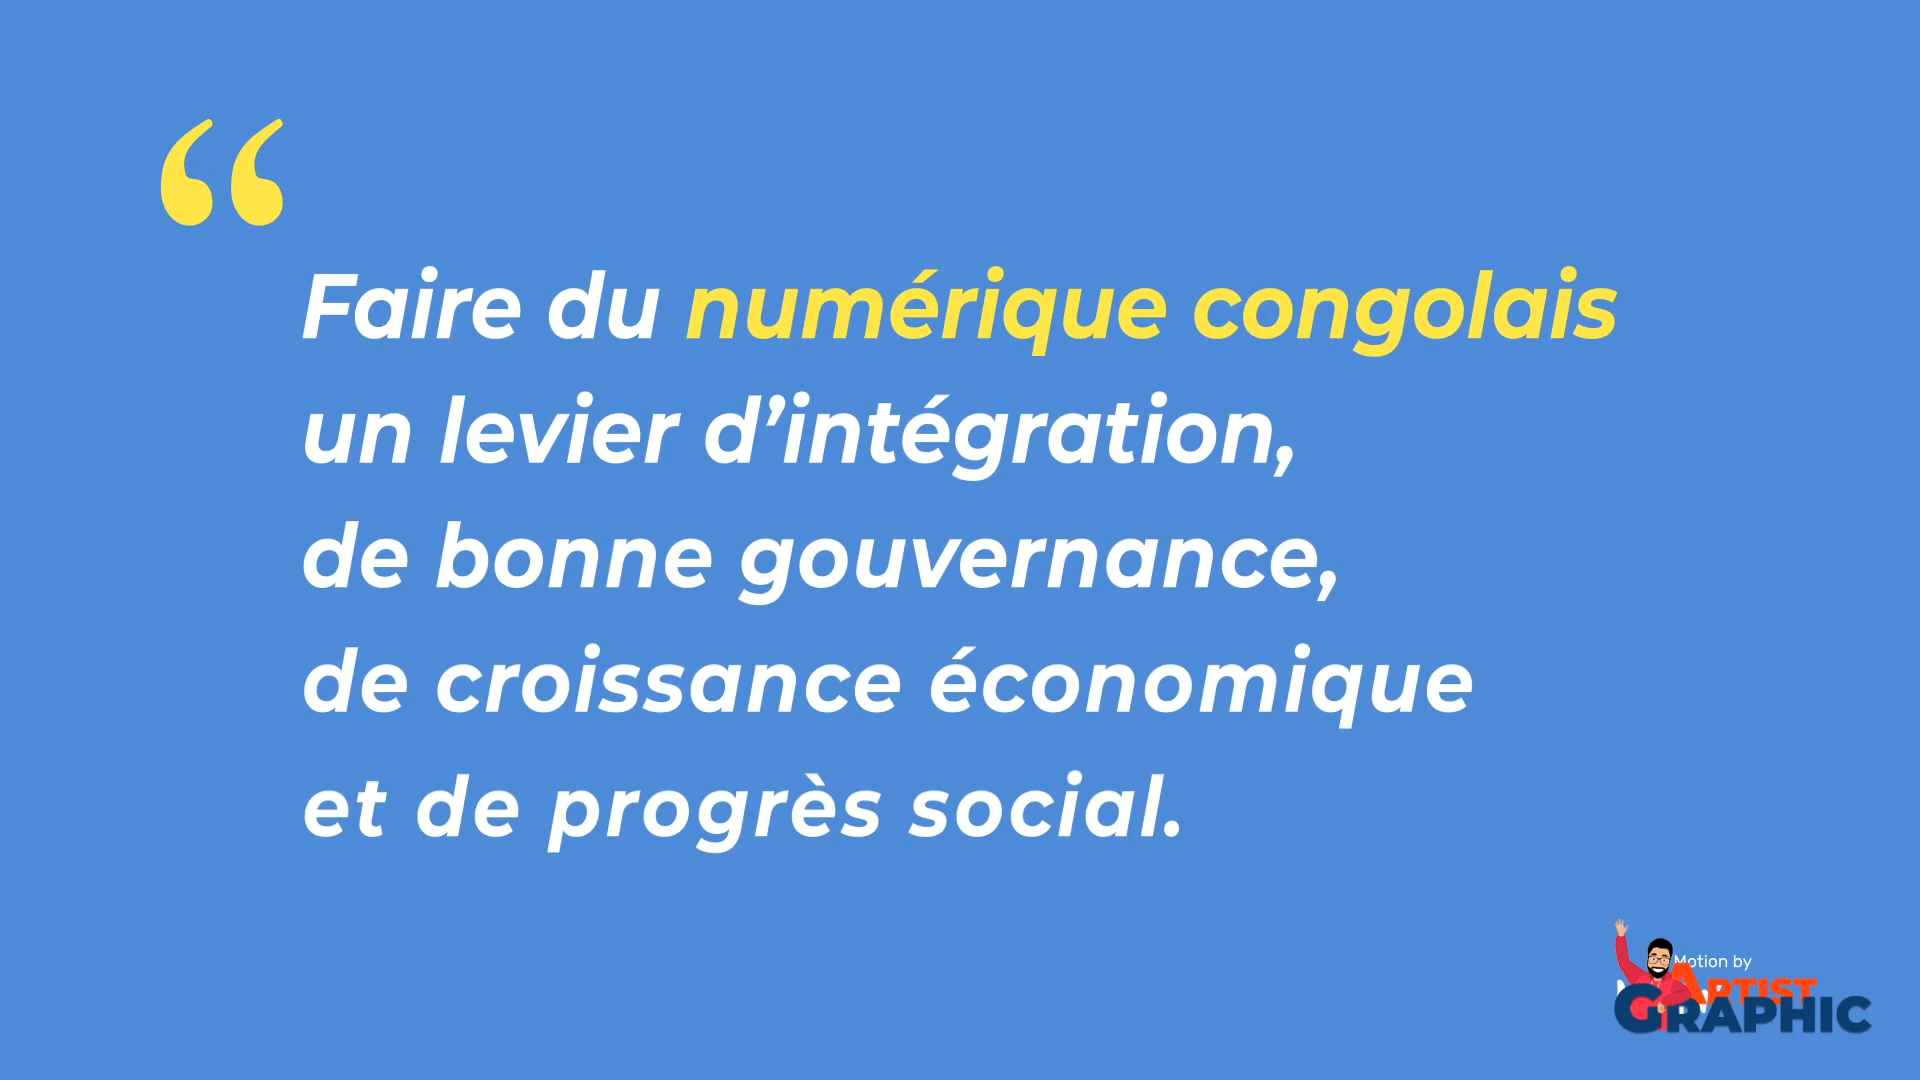 “
Faire du numérique congolais
un levier d’intégration,
de bonne gouvernance,
de croissance économique
et de progrès social.
Motion by
ARTIST
GRAPHIC